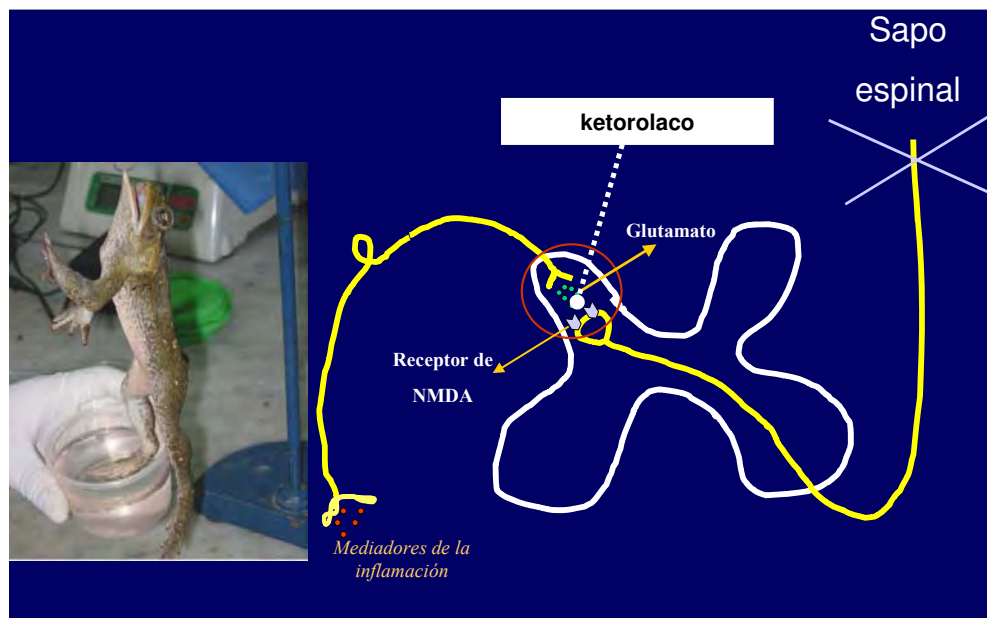 Sapo
espinal
ketorolaco
Glutamato
Receptor de
NMDA
Mediadores de la
inflamación